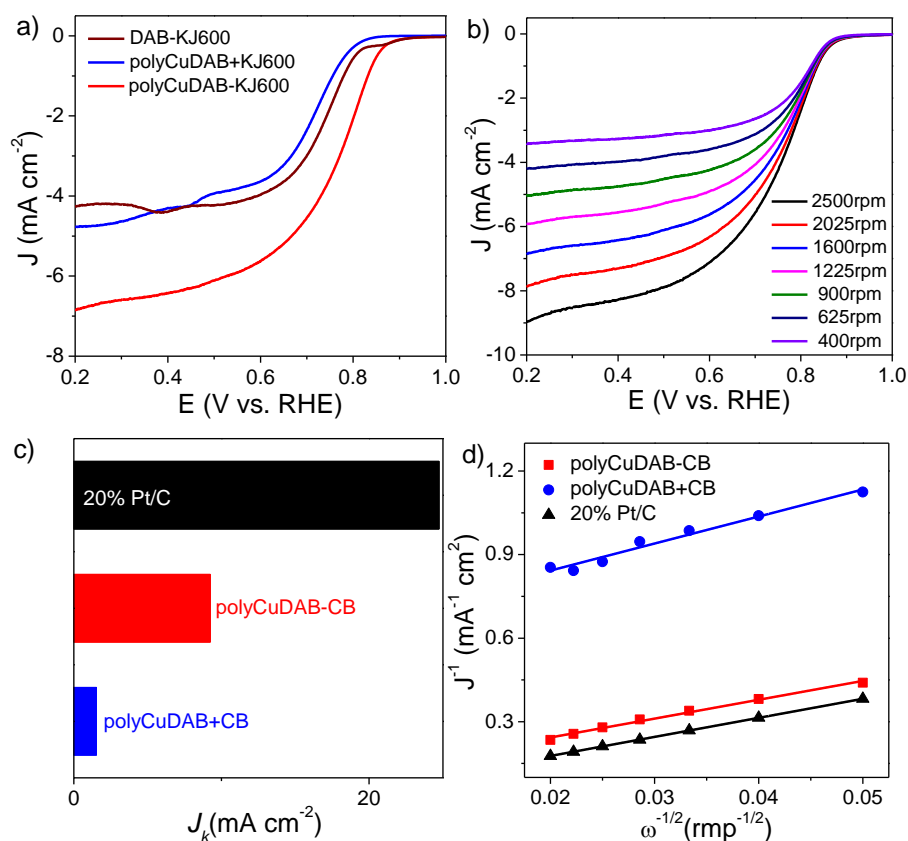 a)
DAB-KJ600
polyCuDAB+KJ600
polyCuDAB-KJ600
0
-2
-4
-6
-8
J (mA cm-2)
0.2 0.4 0.6 0.8 1.0
E (V vs. RHE)
b)
0
-2
-4
-6
-8
-10
J (mA cm-2)
2500rpm
2025rpm
1600rpm
1225rpm
900rpm
625rpm
400rpm
0.2 0.4 0.6 0.8 1.0
E (V vs. RHE)
c)
20% Pt/C
polyCuDAB-CB
polyCuDAB+CB
0 20
Jk(mA cm-2)
d)
polyCuDAB-CB
polyCuDAB+CB
20% Pt/C
1.2
0.9
0.6
0.3
J-1 (mA-1 cm2)
0.02 0.03 0.04 0.05
ω-1/2(rmp-1/2)